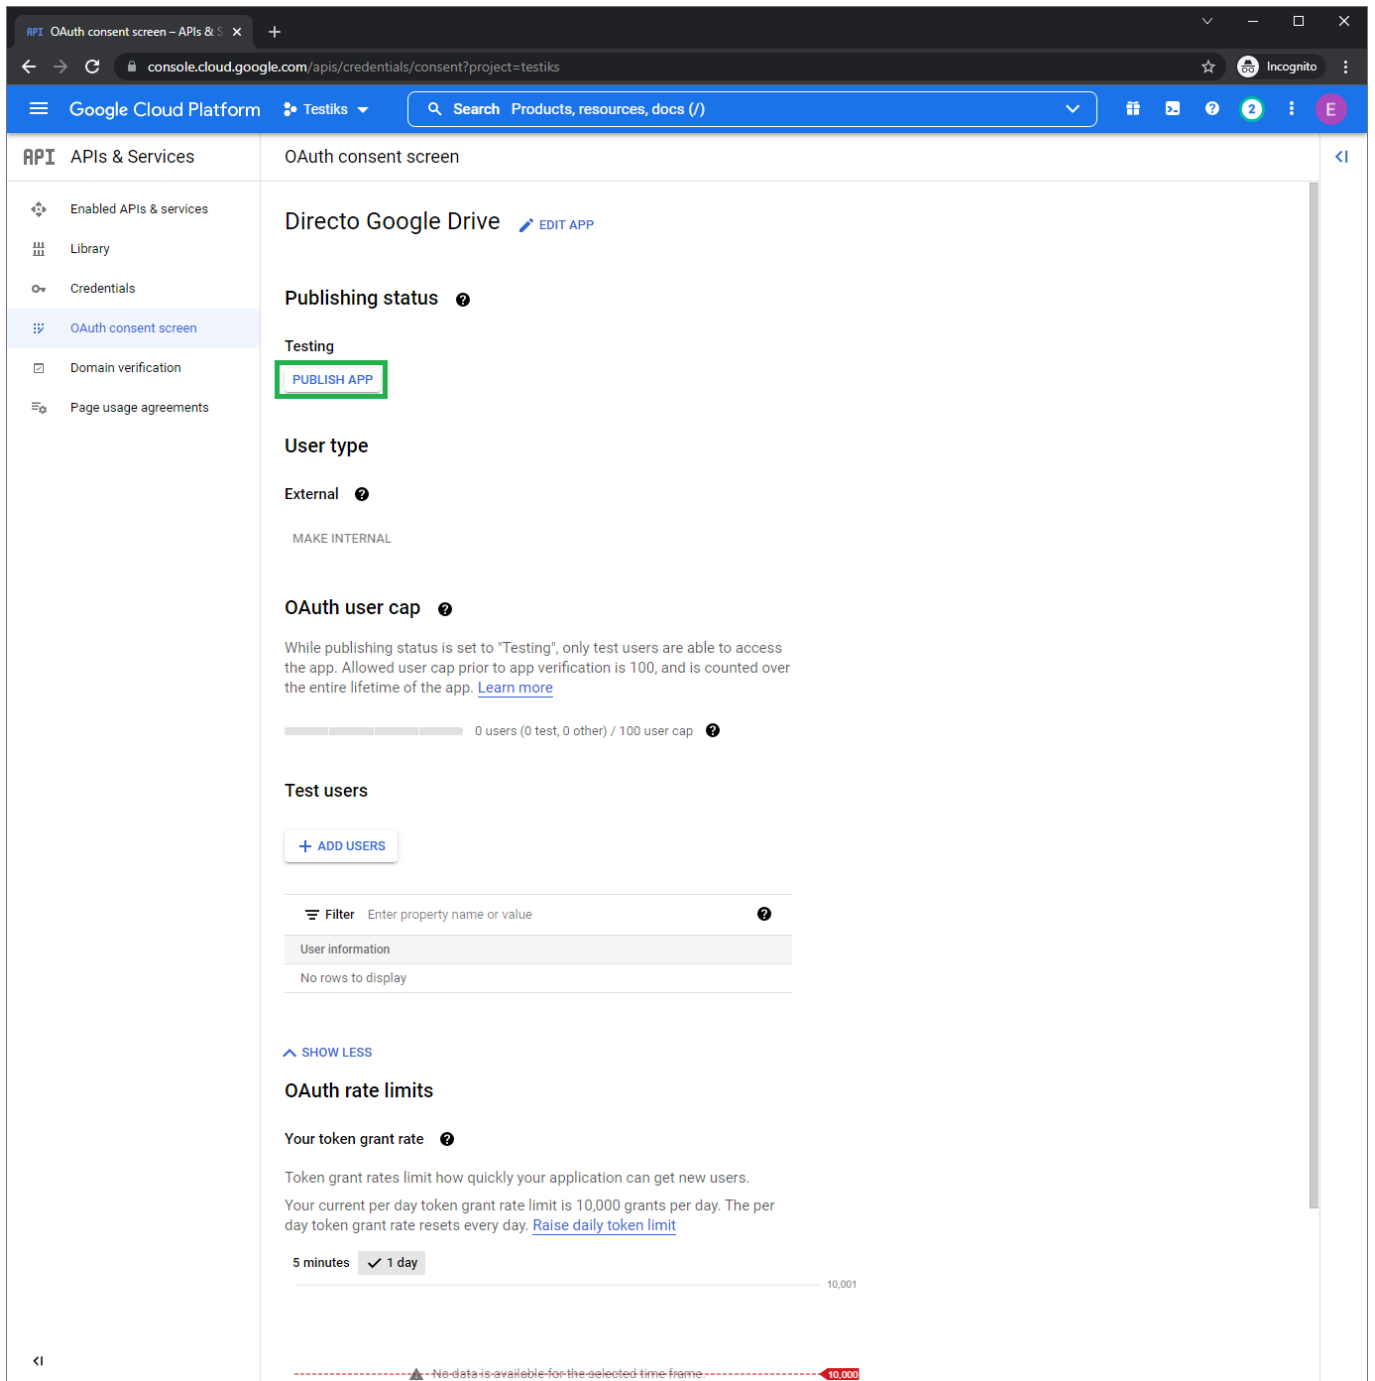 API OAuth consent screen – APIs & S
console.cloud.google.com/apis/credentials/consent?project=testiks
Incognito
Google Cloud Platform
Testiks
Search Products, resources, docs (/)
2
E
API APIs & Services
OAuth consent screen
Enabled APIs & services
Library
Credentials
OAuth consent screen
Domain verification
Page usage agreements
Directo Google Drive
EDIT APP
Publishing status
Testing
PUBLISH APP
User type
External
MAKE INTERNAL
OAuth user cap
While publishing status is set to "Testing", only test users are able to access
the app. Allowed user cap prior to app verification is 100, and is counted over
the entire lifetime of the app. Learn more
0 users (0 test, 0 other) / 100 user cap
Test users
+ ADD USERS
Filter Enter property name or value
User information
No rows to display
SHOW LESS
OAuth rate limits
Your token grant rate
Token grant rates limit how quickly your application can get new users.
Your current per day token grant rate limit is 10,000 grants per day. The per
day token grant rate resets every day. Raise daily token limit
5 minutes
1 day
10,001
No data is available for the selected time frame.
10,000